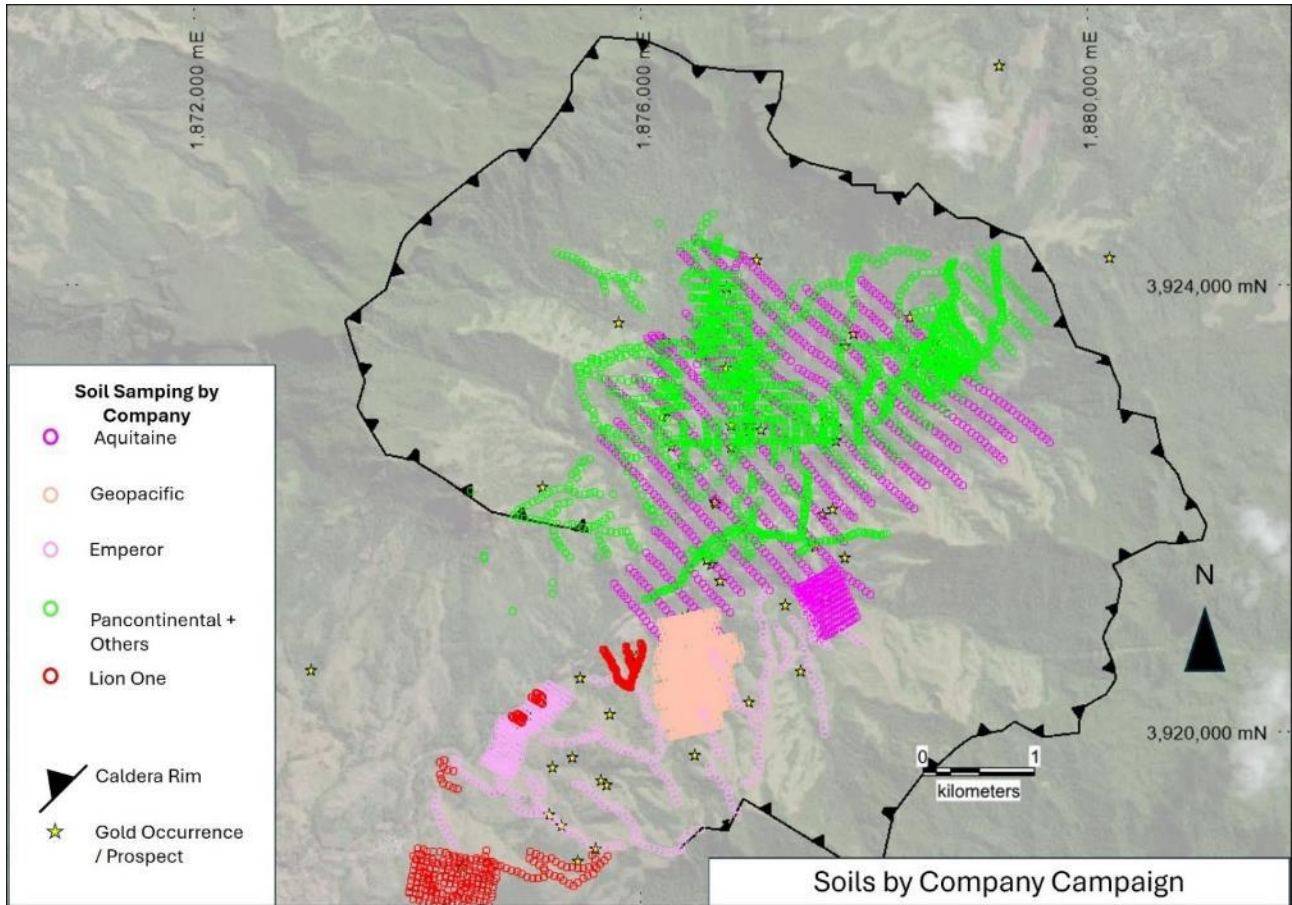 1,872,000 mE
1,876,000 mE
1,880,000 mE
3,924,000 mN
Soil Samping by
Company
Aquitaine
Geopacific
Emperor
Pancontinental +
Others
Lion One
Caldera Rim
Gold Occurrence
/ Prospect
N
3,920,000 mN
0 1
kilometers
Soils by Company Campaign